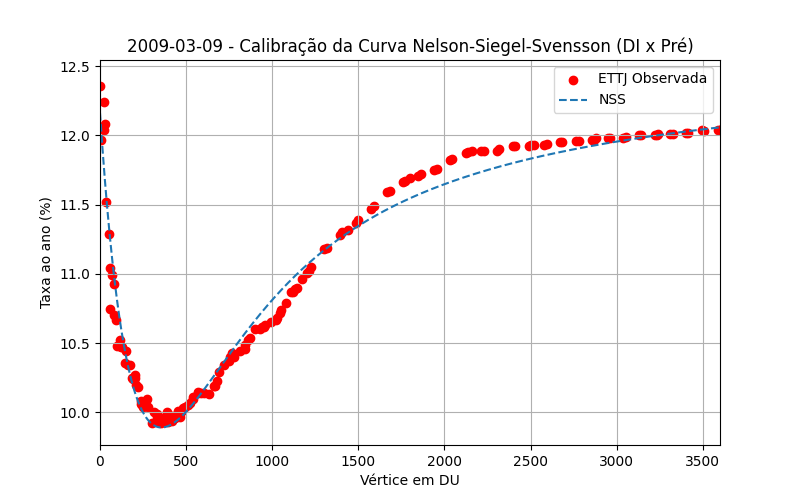 2009-03-09 - Calibração da Curva Nelson-Siegel-Svensson (DI x Pré)
ETTJ Observada
NSS
Taxa ao ano (%)
12.5
12.0
11.5
11.0
10.5
10.0
0 500 1000 1500 2000 2500 3000 3500
Vértice em DU